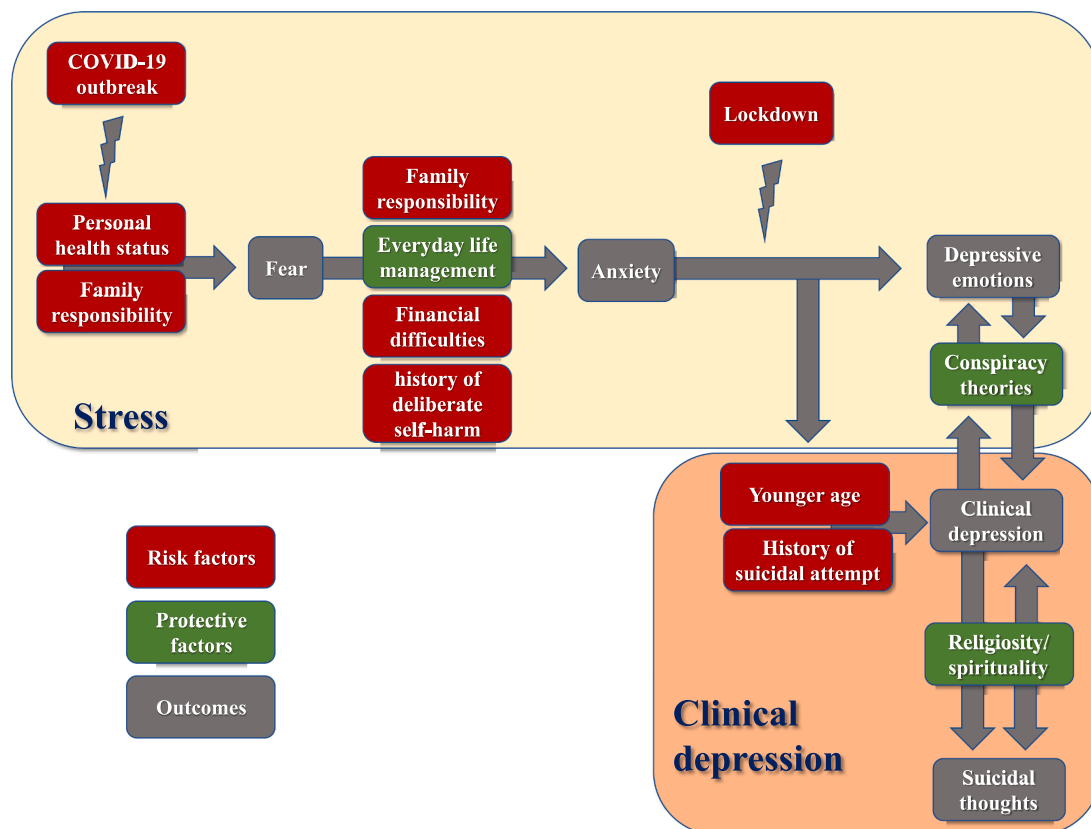 COVID-19
outbreak
Lockdown
Family
responsibility
Personal
health status
Family
responsibility
Fear
Everyday life
management
Anxiety
Depressive
emotions
Financial
difficulties
history of
deliberate
self-harm
Conspiracy
theories
Stress
Younger age
History of
suicidal attempt
Clinical
depression
Risk factors
Protective
factors
Outcomes
Religiosity/
spirituality
Clinical
depression
Suicidal
thoughts